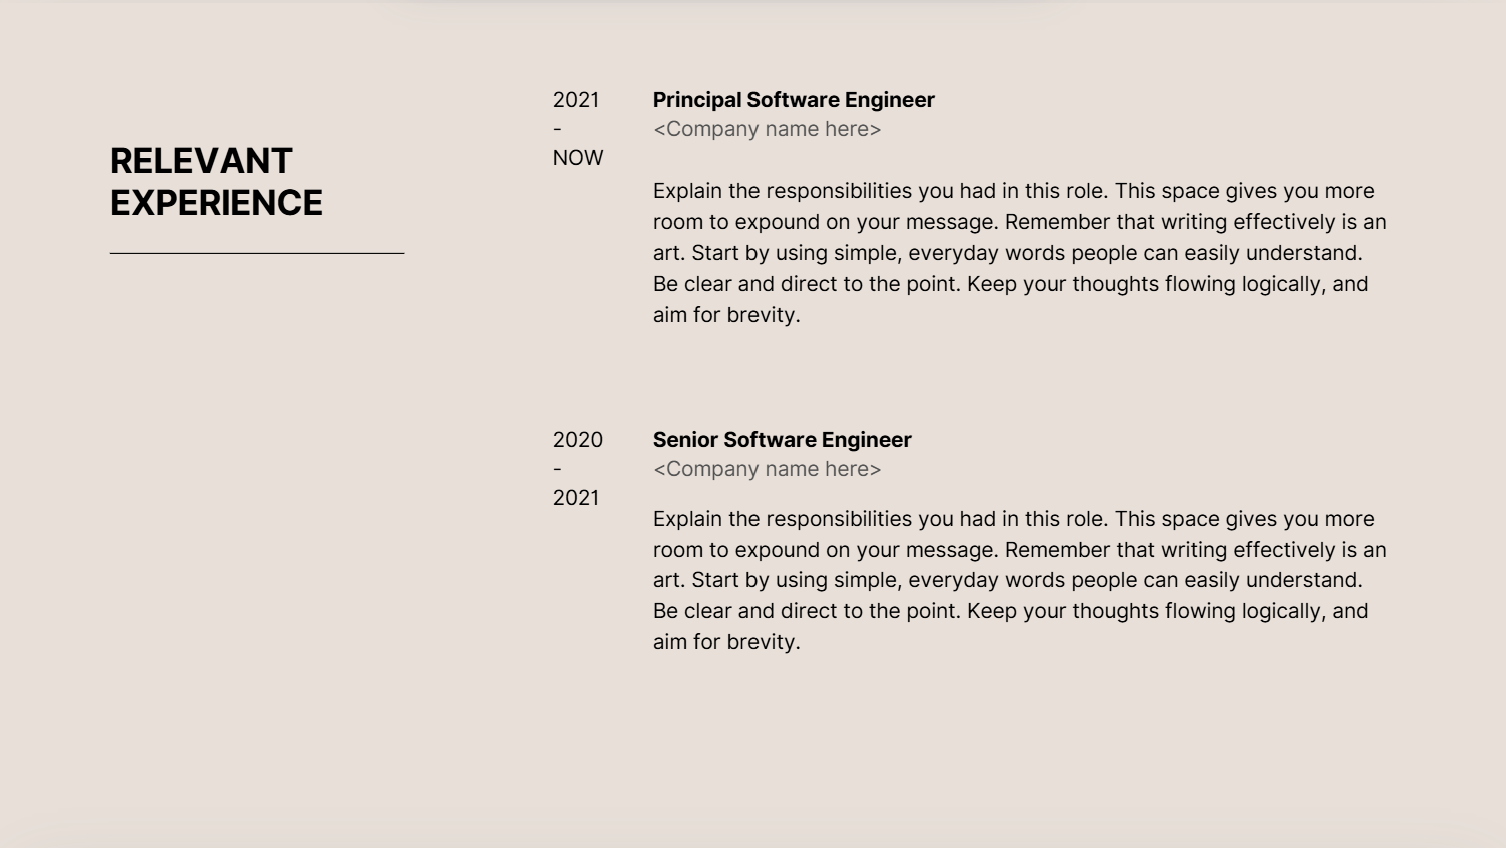 RELEVANT
EXPERIENCE
2021
-
NOW
Principal Software Engineer
<Company name here>
Explain the responsibilities you had in this role. This space gives you more
room to expound on your message. Remember that writing effectively is an
art. Start by using simple, everyday words people can easily understand.
Be clear and direct to the point. Keep your thoughts flowing logically, and
aim for brevity.
2020
-
2021
Senior Software Engineer
<Company name here>
Explain the responsibilities you had in this role. This space gives you more
room to expound on your message. Remember that writing effectively is an
art. Start by using simple, everyday words people can easily understand.
Be clear and direct to the point. Keep your thoughts flowing logically, and
aim for brevity.